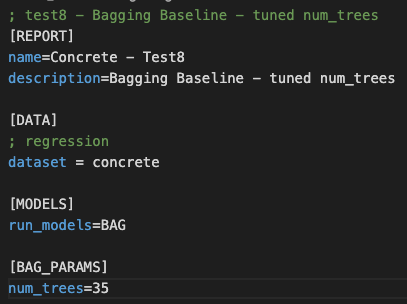 ; test8 - Bagging Baseline - tuned num_trees
[REPORT]
name=Concrete - Test8
description=Bagging Baseline - tuned num_trees
[DATA]
; regression
dataset = concrete
[MODELS]
run_models=BAG
[BAG_PARAMS]
num_trees=35